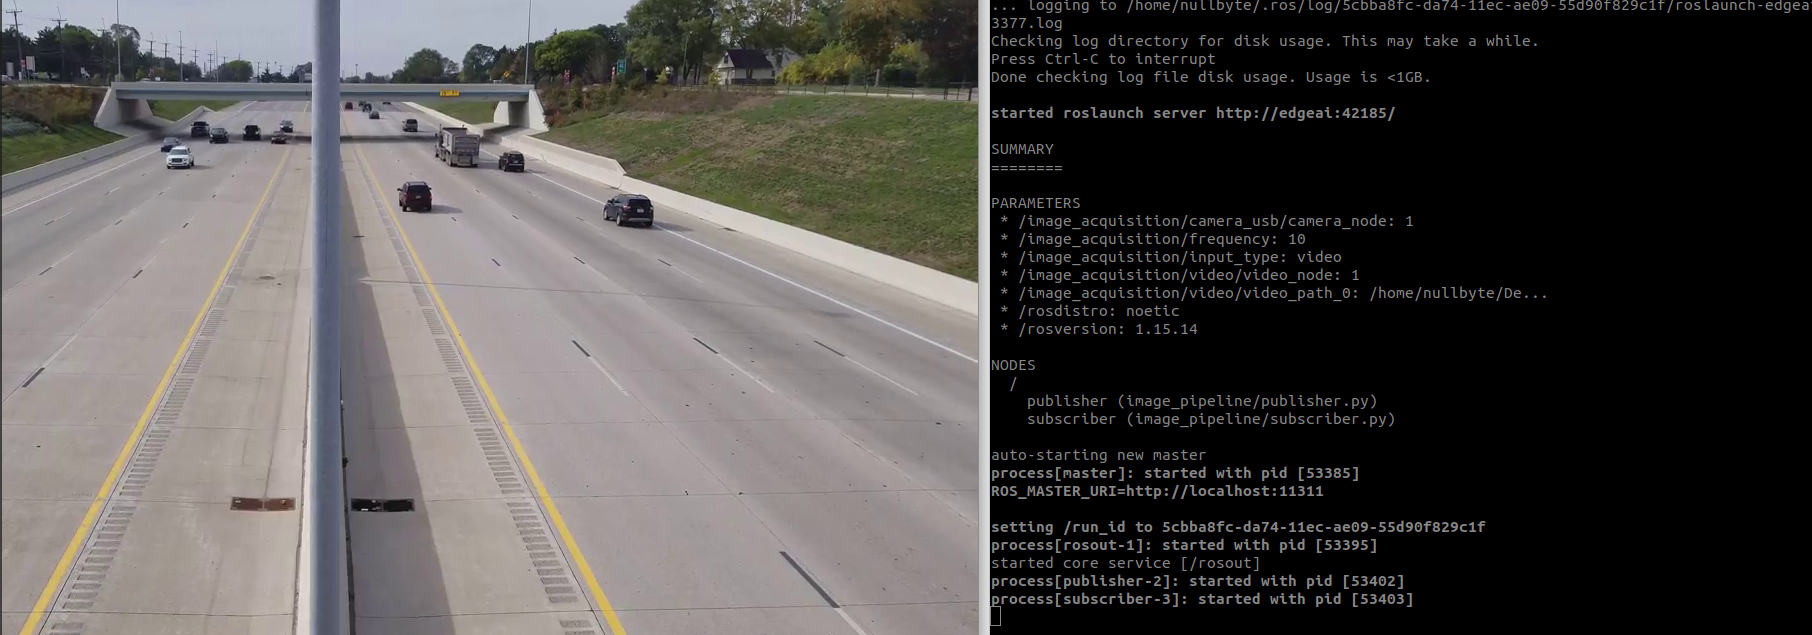 ... logging to /home/nullbyte/.ros/log/5cbba8fc-da74-11ec-ae09-55d90f829c1f/roslaunch-edgeai
3377.log
Checking log directory for disk usage. This may take a while.
Press Ctrl-C to interrupt
Done checking log file disk usage. Usage is <1GB.
started roslaunch server http://edgeai:42185/
SUMMARY
========
PARAMETERS
* /image_acquisition/camera_usb/camera_node: 1
* /image_acquisition/frequency: 10
* /image_acquisition/input_type: video
* /image_acquisition/video/video_node: 1
* /image_acquisition/video/video_path_0: /home/nullbyte/De...
* /rosdistro: noetic
* /rosversion: 1.15.14
NODES
/
publisher (image_pipeline/publisher.py)
subscriber (image_pipeline/subscriber.py)
auto-starting new master
process[master]: started with pid [53385]
ROS_MASTER_URI=http://localhost:11311
setting /run_id to 5cbba8fc-da74-11ec-ae09-55d90f829c1f
process[rosout-1]: started with pid [53395]
started core service [/rosout]
process[publisher-2]: started with pid [53402]
process[subscriber-3]: started with pid [53403]